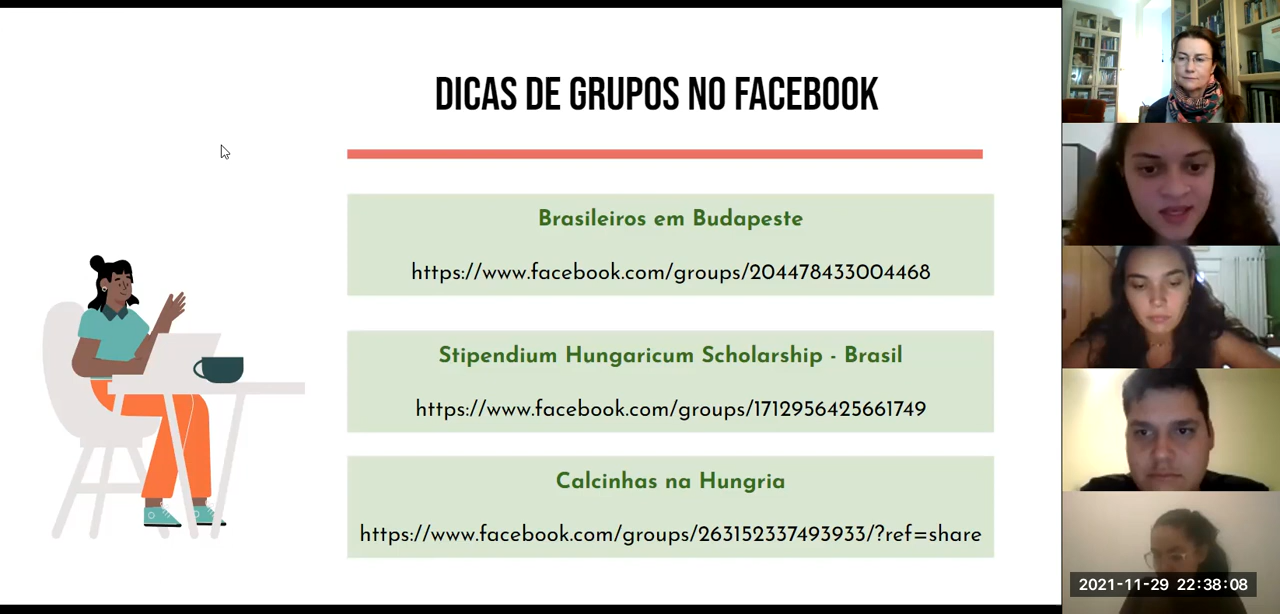 DICAS DE GRUPOS NO FACEBOOK
Brasileiros em Budapeste
https://www.facebook.com/groups/204478433004468
Stipendium Hungaricum Scholarship - Brasil
https://www.facebook.com/groups/1712956425661749
Calcinhas na Hungria
https://www.facebook.com/groups/263152337493933/?ref=share
2021-11-29 22:38:08